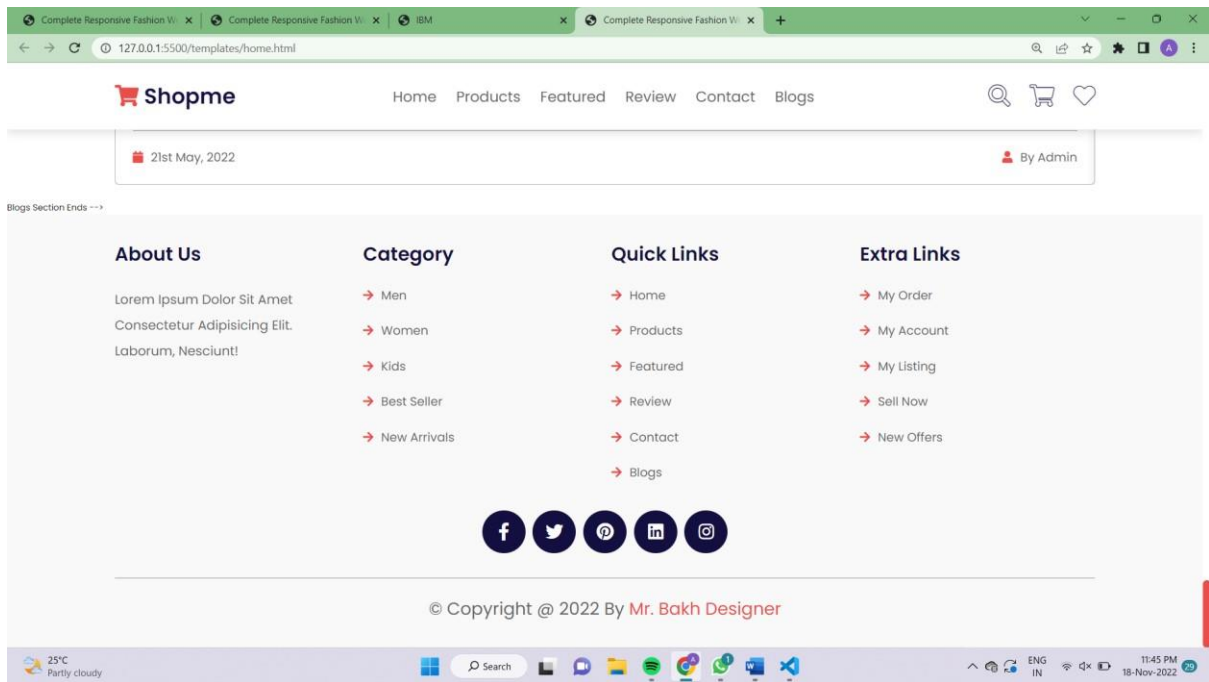 Complete Responsive Fashion W Complete Responsive Fashion W IBM Complete Responsive Fashion W
127.0.0.1:5500/templates/home.html A
Shopme Home Products Featured Review Contact Blogs
21st May, 2022 By Admin
Blogs Section Ends -->
About Us Category Quick Links Extra Links
Lorem Ipsum Dolor Sit Amet
Consectetur Adipisicing Elit.
Laborum, Nesciunt!
Men
Women
Kids
Best Seller
New Arrivals
Home
Products
Featured
Review
Contact
Blogs
My Order
My Account
My Listing
Sell Now
New Offers
© Copyright @ 2022 By Mr. Bakh Designer
25°C
Partly cloudy
Search
ENG
IN
11:45 PM
18-Nov-2022
29